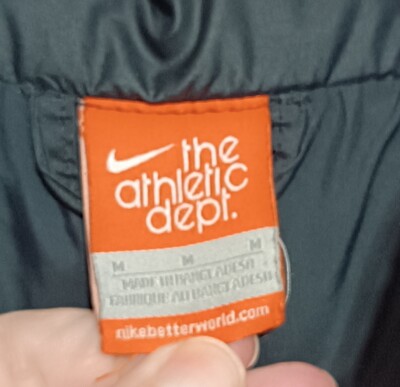 the
athletic
dept.
M M M
MADE IN BANGLADESH
FABRIQUE AU BANGLADESH
nikebetterworld.com